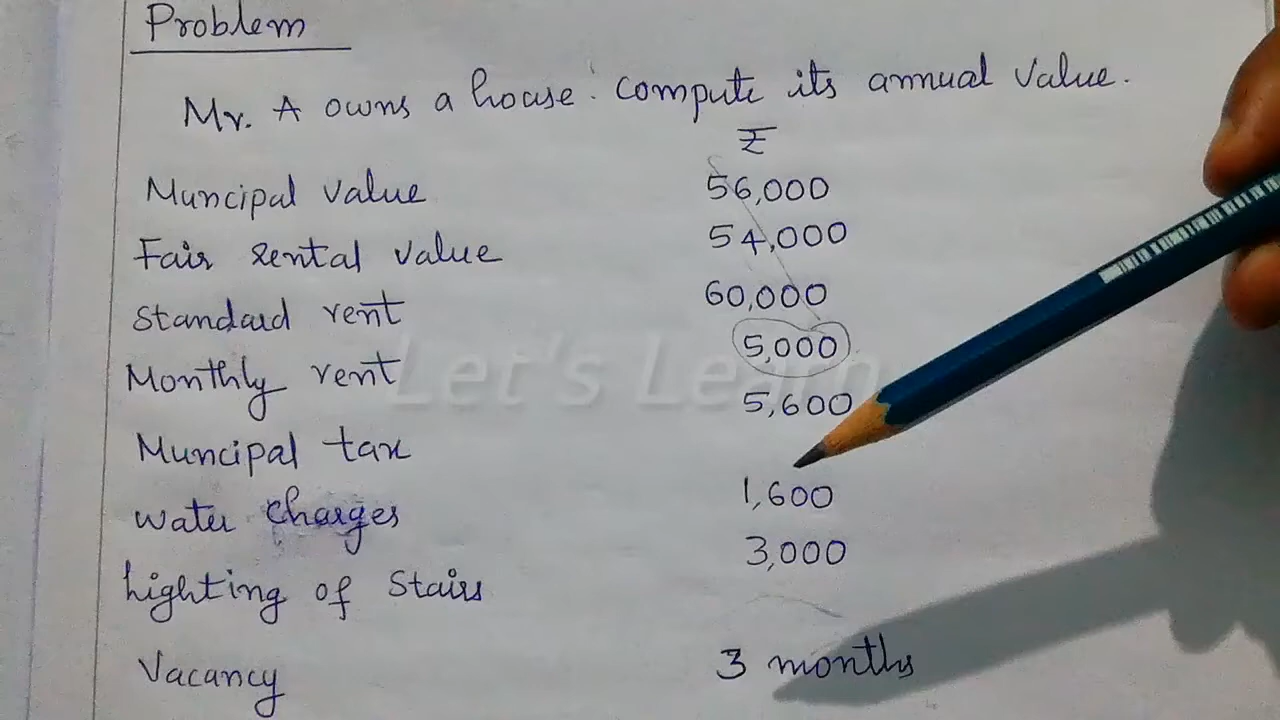 Problem
Mr. A owns a house. compute its annual value.
₹
Muncipal value 56,000
Fair rental value 54,000
Standard rent 60,000
Monthly rent 5,000
Muncipal tax 5,600
Water charges 1,600
Lighting of Stairs 3,000
Vacancy 3 months
Let's Learn